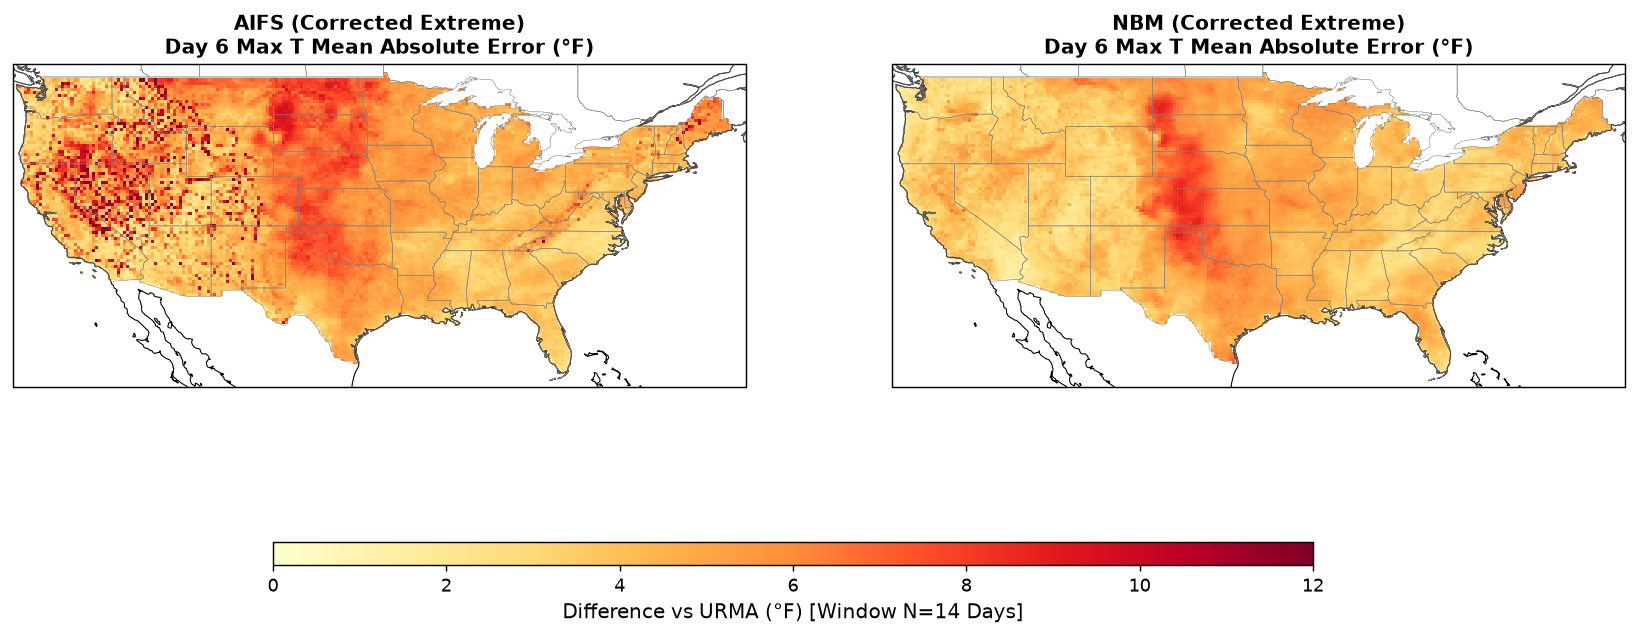 AIFS (Corrected Extreme)
Day 6 Max T Mean Absolute Error (°F)
NBM (Corrected Extreme)
Day 6 Max T Mean Absolute Error (°F)
0 2 4 6 8 10 12
Difference vs URMA (°F) [Window N=14 Days]